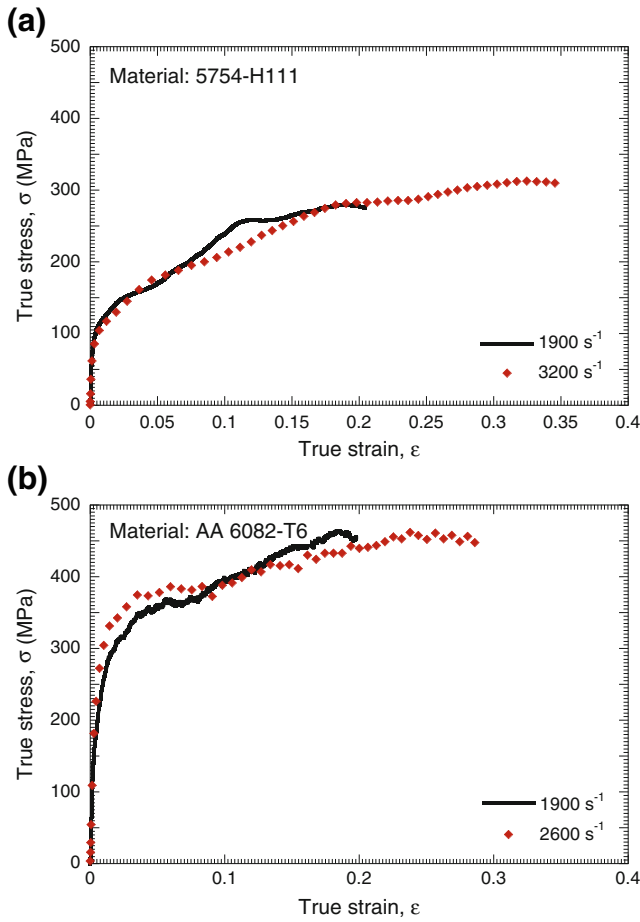 (a)
500
400
300
200
100
0
True stress, σ (MPa)
Material: 5754-H111
1900 s⁻¹
3200 s⁻¹
0 0.05 0.1 0.15 0.2 0.25 0.3 0.35 0.4
True strain, ε
(b)
500
400
300
200
100
0
True stress, σ (MPa)
Material: AA 6082-T6
1900 s⁻¹
2600 s⁻¹
0 0.1 0.2 0.3 0.4
True strain, ε